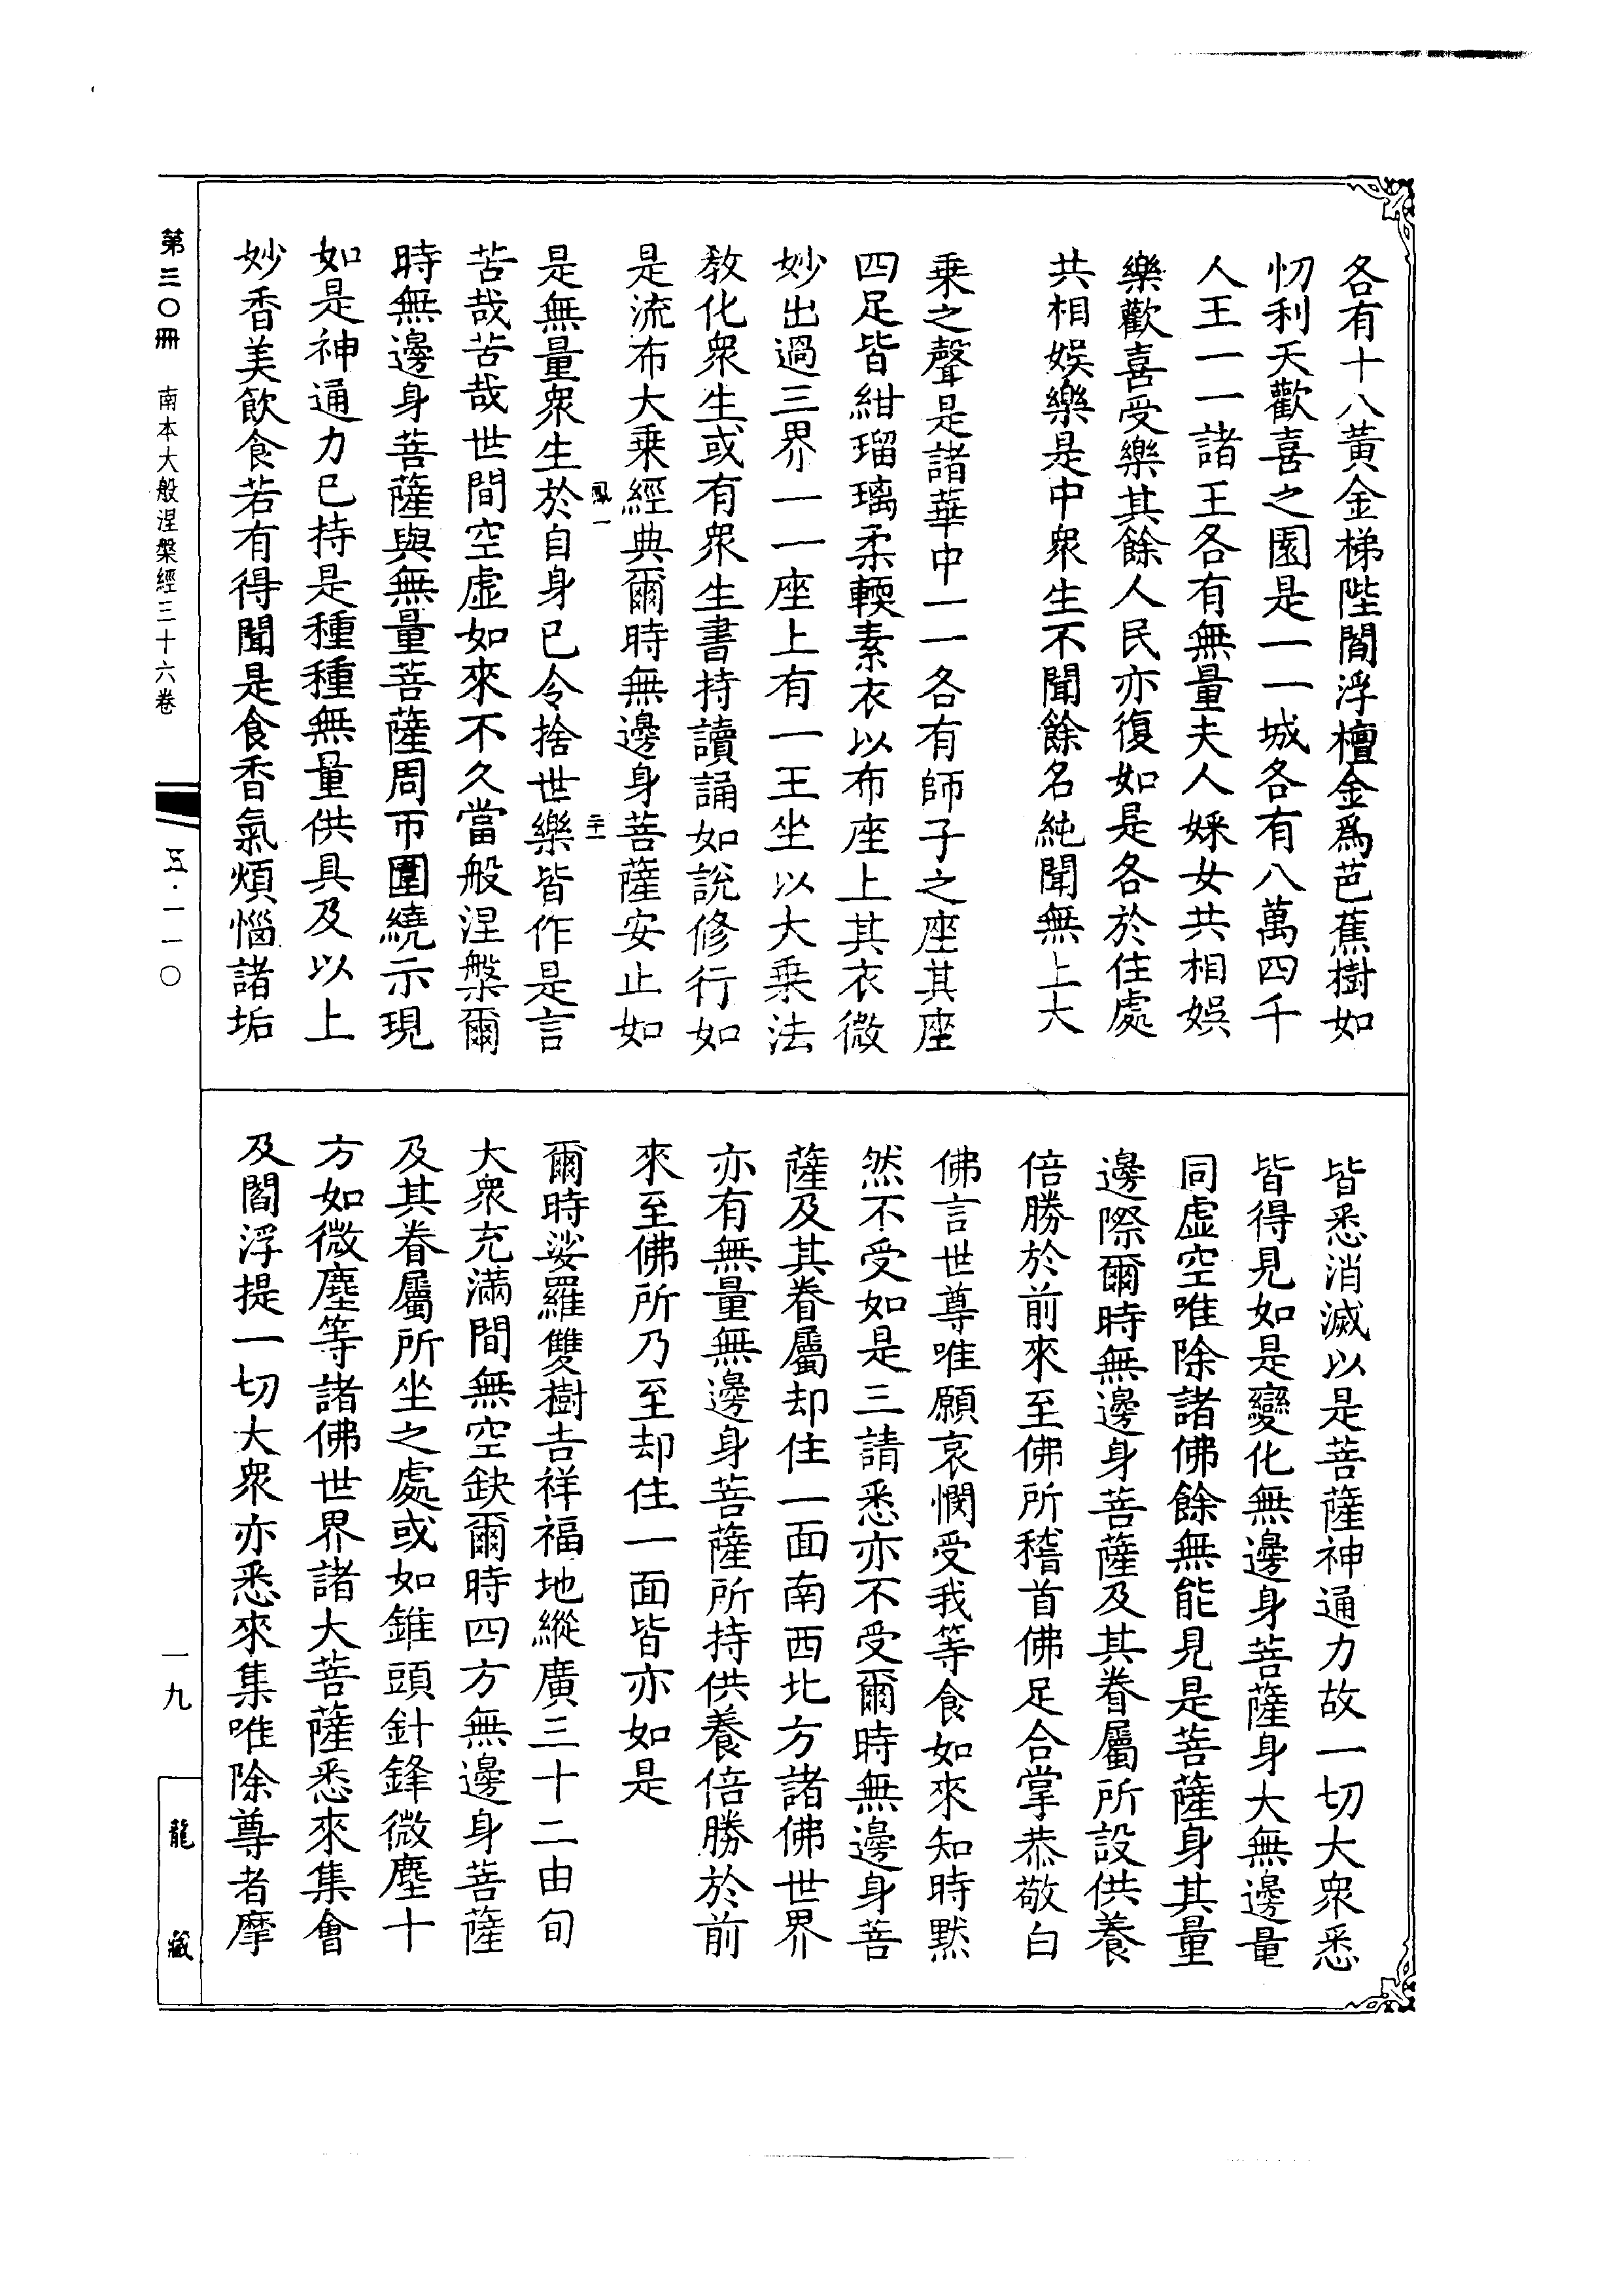 各有十八黃金梯陛閻浮檀金爲芭蕉樹如
忉利天歡喜之園是一一城各有八萬四千
人王一一諸王各有無量夫人婇女共相娛
樂歡喜受樂其餘人民亦復如是各於住處
共相娛樂是中眾生不聞餘名純聞無上大
乘之聲是諸華中一一各有師子之座其座
四足皆紺瑠璃柔輭素衣以布座上其衣微
妙出過三界一一座上有一王坐以大乘法
教化眾生或有眾生書持讀誦如說修行如
是流布大乘經典爾時無邊身菩薩安止如
鳳一
二十一
是無量眾生於自身已令捨世樂皆作是言
苦哉苦哉世間空虛如來不久當般涅槃爾
時無邊身菩薩與無量菩薩周帀圍繞示現
如是神通力已持是種種無量供具及以上
妙香美飲食若有得聞是食香氣煩惱諸垢
皆悉消滅以是菩薩神通力故一切大眾悉
皆得見如是變化無邊身菩薩身大無邊量
同虛空唯除諸佛餘無能見是菩薩身其量
邊際爾時無邊身菩薩及其眷屬所設供養
倍勝於前來至佛所稽首佛足合掌恭敬白
佛言世尊唯願哀憫受我等食如來知時默
然不受如是三請悉亦不受爾時無邊身菩
薩及其眷屬却住一面南西北方諸佛世界
亦有無量無邊身菩薩所持供養倍勝於前
來至佛所乃至却住一面皆亦如是
爾時娑羅雙樹吉祥福地縱廣三十二由旬
大眾充滿間無空缺爾時四方無邊身菩薩
及其眷屬所坐之處或如錐頭針鋒微塵十
方如微塵等諸佛世界諸大菩薩悉來集會
及閻浮提一切大眾亦悉來集唯除尊者摩
第三〇冊 南本大般涅槃經三十六卷
五·一一〇
一九
龍藏